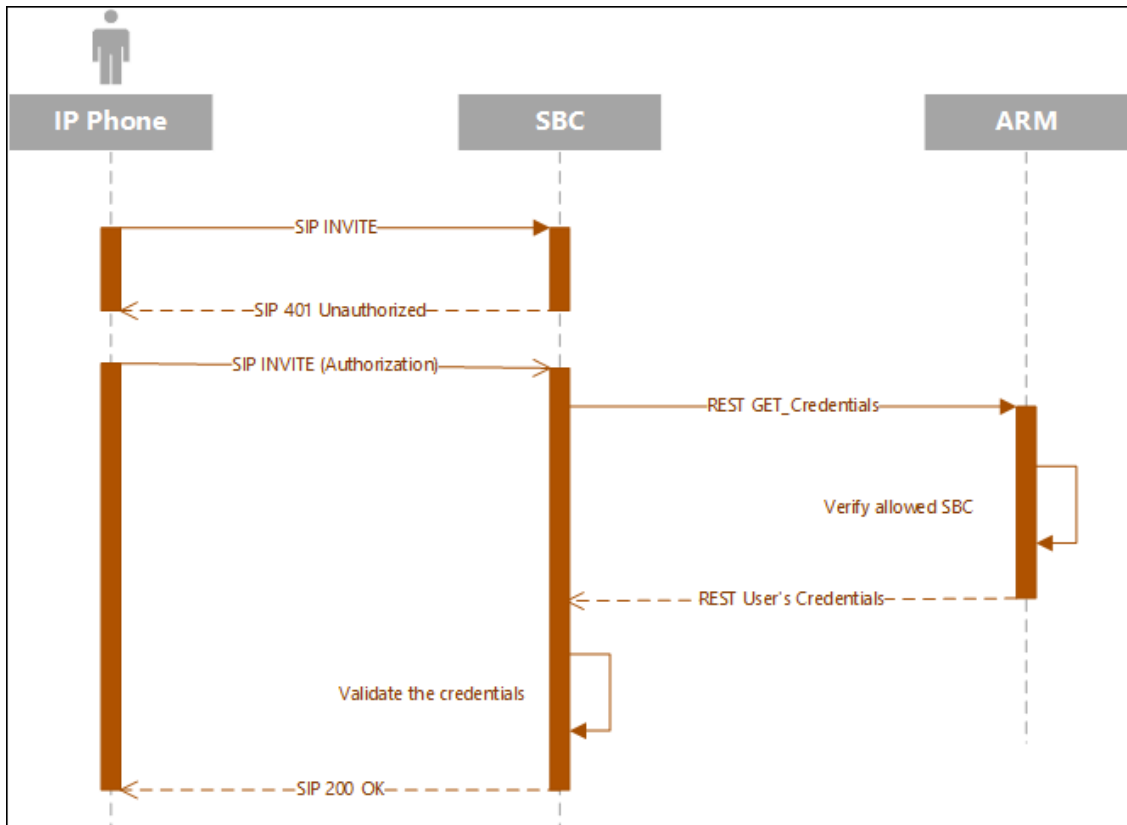 IP Phone
SBC
ARM
SIP INVITE
SIP 401 Unauthorized
SIP INVITE (Authorization)
REST GET_Credentials
Verify allowed SBC
REST User's Credentials
Validate the credentials
SIP 200 OK